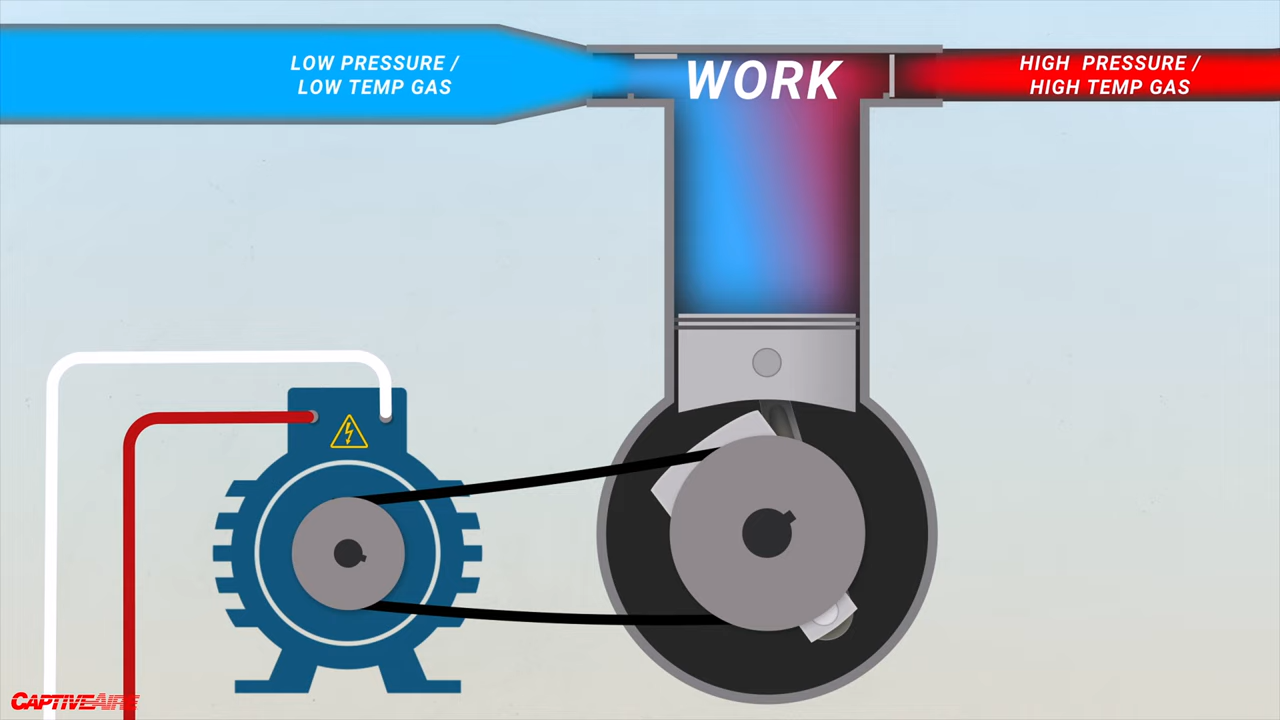 LOW PRESSURE /
LOW TEMP GAS
WORK
HIGH PRESSURE /
HIGH TEMP GAS
CAPTIVEAIRE